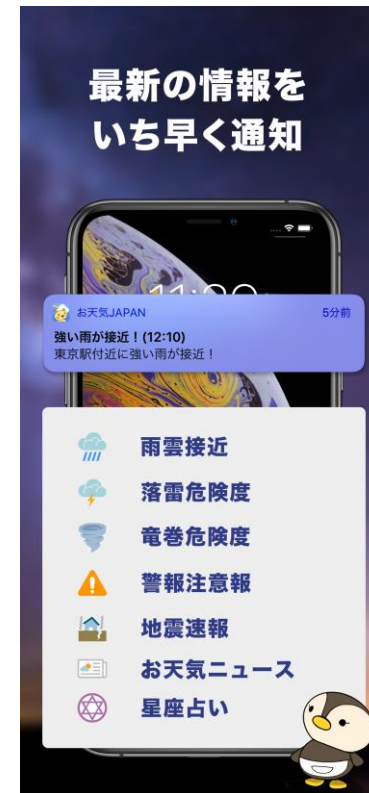 最新の情報を
いち早く通知
お天気JAPAN 5分前
強い雨が接近！(12:10)
東京駅付近に強い雨が接近！
雨雲接近
落雷危険度
竜巻危険度
警報注意報
地震速報
お天気ニュース
星座占い